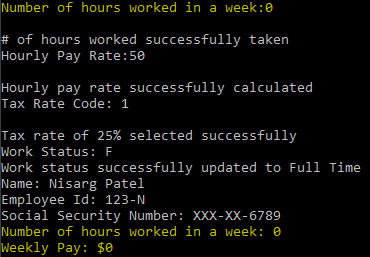 Number of hours worked in a week:0
# of hours worked successfully taken
Hourly Pay Rate:50
Hourly pay rate successfully calculated
Tax Rate Code: 1
Tax rate of 25% selected successfully
Work Status: F
Work status successfully updated to Full Time
Name: Nisarg Patel
Employee Id: 123-N
Social Security Number: XXX-XX-6789
Number of hours worked in a week: 0
Weekly Pay: $0